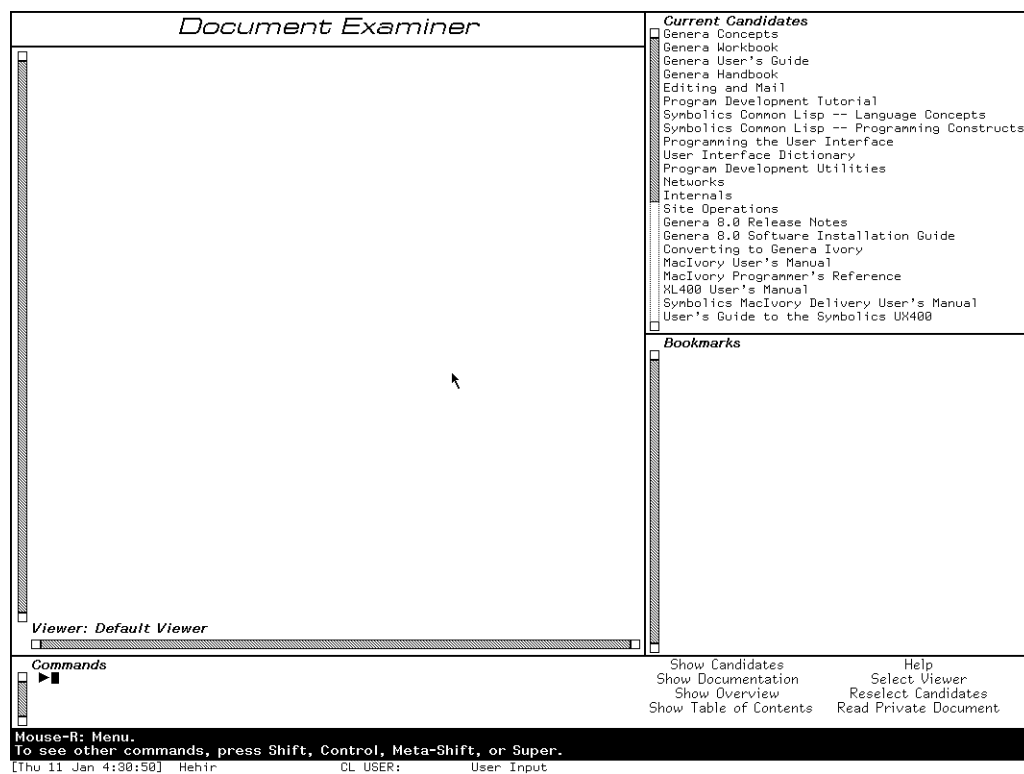 Document Examiner
Current Candidates
Genera Concepts
Genera Workbook
Genera User's Guide
Genera Handbook
Editing and Mail
Program Development Tutorial
Symbolics Common Lisp -- Language Concepts
Symbolics Common Lisp -- Programming Constructs
Programming the User Interface
User Interface Dictionary
Program Development Utilities
Networks
Internals
Site Operations
Genera 8.0 Release Notes
Genera 8.0 Software Installation Guide
Converting to Genera Ivory
MacIvory User's Manual
MacIvory Programmer's Reference
XL400 User's Manual
Symbolics MacIvory Delivery User's Manual
User's Guide to the Symbolics UX400
Bookmarks
Viewer: Default Viewer
Commands
Show Candidates Help
Show Documentation Select Viewer
Show Overview Reselect Candidates
Show Table of Contents Read Private Document
Mouse-R: Menu.
To see other commands, press Shift, Control, Meta-Shift, or Super.
[Thu 11 Jan 4:30:50] Hehir CL USER: User Input